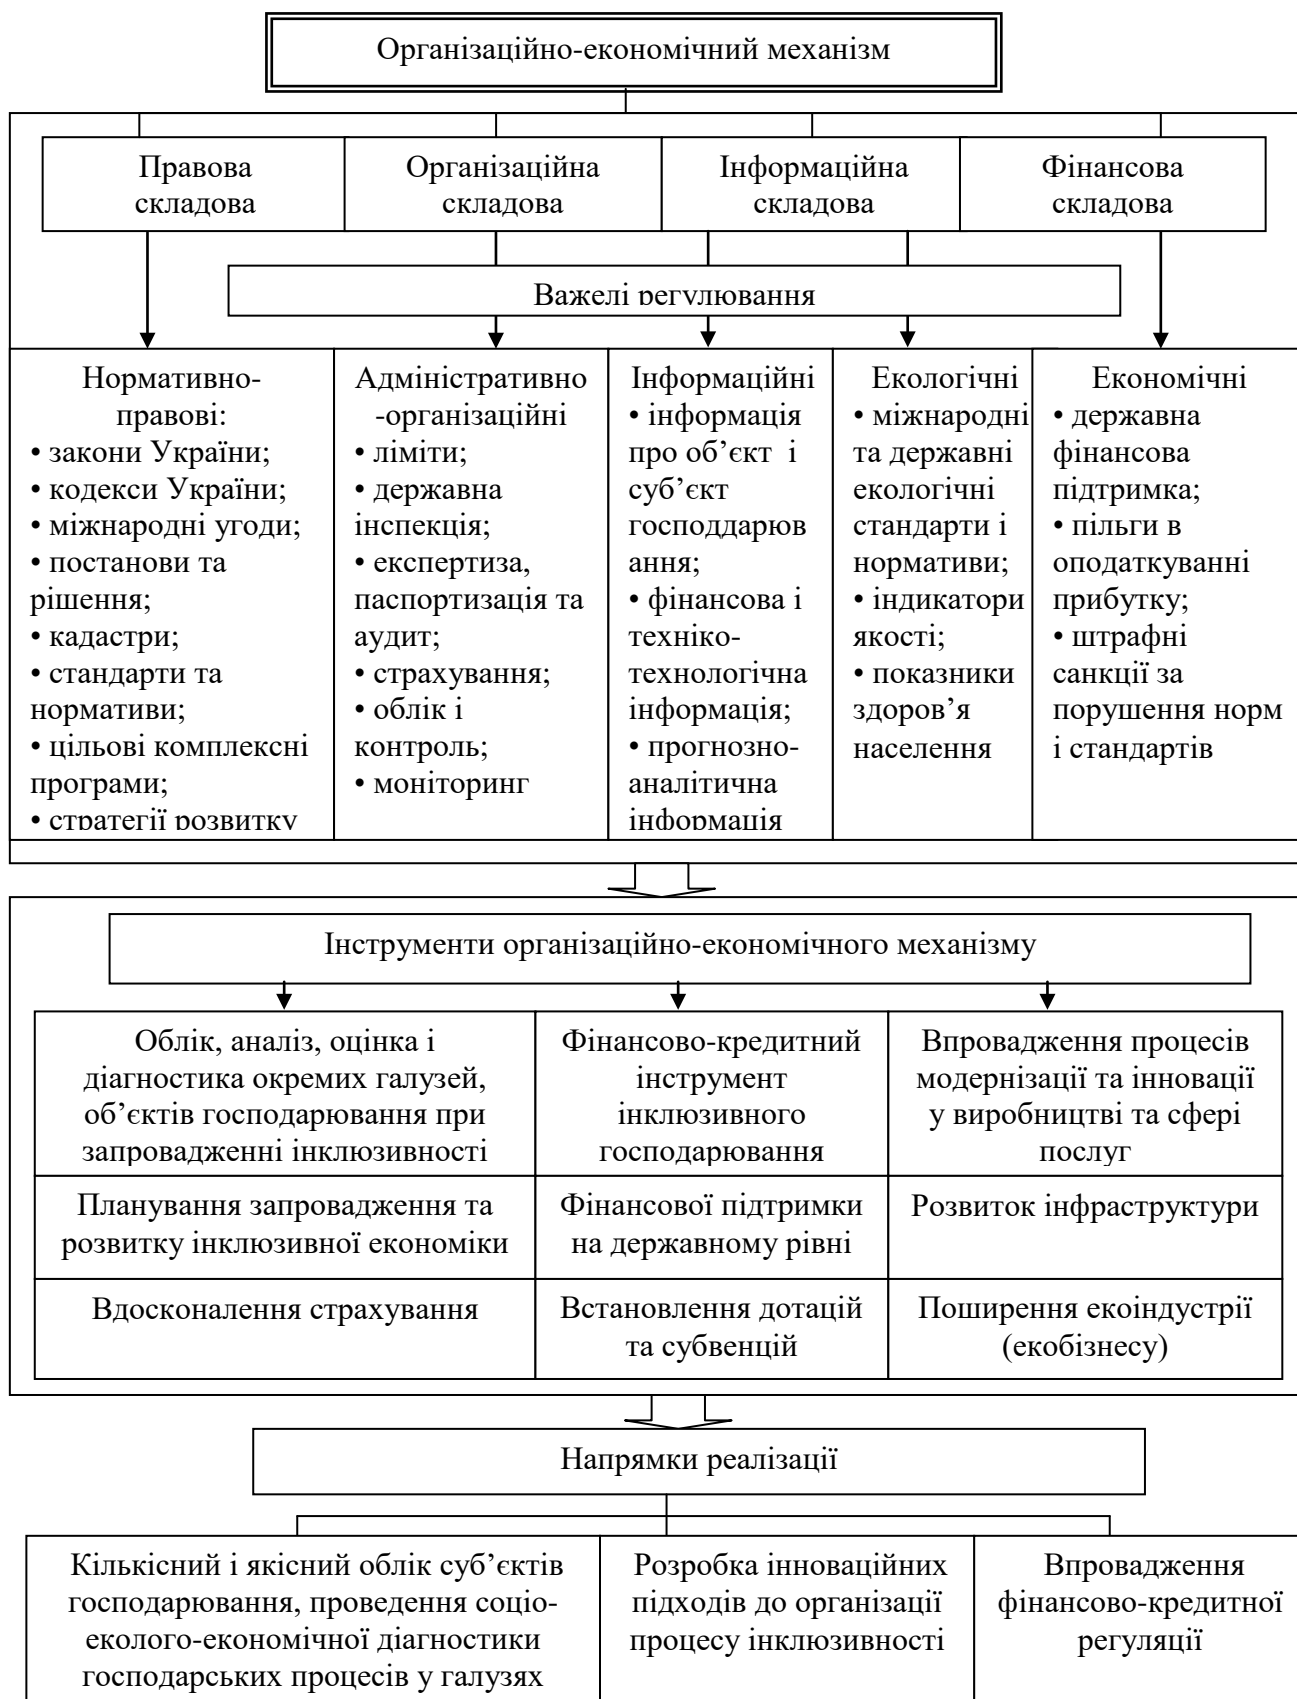 Організаційно-економічний механізм
Правова
складова
Організаційна
складова
Інформаційна
складова
Фінансова
складова
Важелі регулювання
Нормативно-
правові:
• закони України;
• кодекси України;
• міжнародні угоди;
• постанови та
рішення;
• кадастри;
• стандарти та
нормативи;
• цільові комплексні
програми;
• стратегії розвитку
Адміністративно
-організаційні
• ліміти;
• державна
інспекція;
• експертиза,
паспортизація та
аудит;
• страхування;
• облік і
контроль;
• моніторинг
Інформаційні
• інформація
про об’єкт і
суб’єкт
господдарюв
ання;
• фінансова і
техніко-
технологічна
інформація;
• прогнозно-
аналітична
інформація
Екологічні
• міжнародні
та державні
екологічні
стандарти і
нормативи;
• індикатори
якості;
• показники
здоров’я
населення
Економічні
• державна
фінансова
підтримка;
• пільги в
оподаткуванні
прибутку;
• штрафні
санкції за
порушення норм
і стандартів
Інструменти організаційно-економічного механізму
Облік, аналіз, оцінка і
діагностика окремих галузей,
об’єктів господарювання при
запровадженні інклюзивності
Фінансово-кредитний
інструмент
інклюзивного
господарювання
Впровадження процесів
модернізації та інновації
у виробництві та сфері
послуг
Планування запровадження та
розвитку інклюзивної економіки
Фінансової підтримки
на державному рівні
Розвиток інфраструктури
Вдосконалення страхування
Встановлення дотацій
та субвенцій
Поширення екоіндустрії
(екобізнесу)
Напрямки реалізації
Кількісний і якісний облік суб’єктів
господарювання, проведення соціо-
еколого-економічної діагностики
господарських процесів у галузях
Розробка інноваційних
підходів до організації
процесу інклюзивності
Впровадження
фінансово-кредитної
регуляції